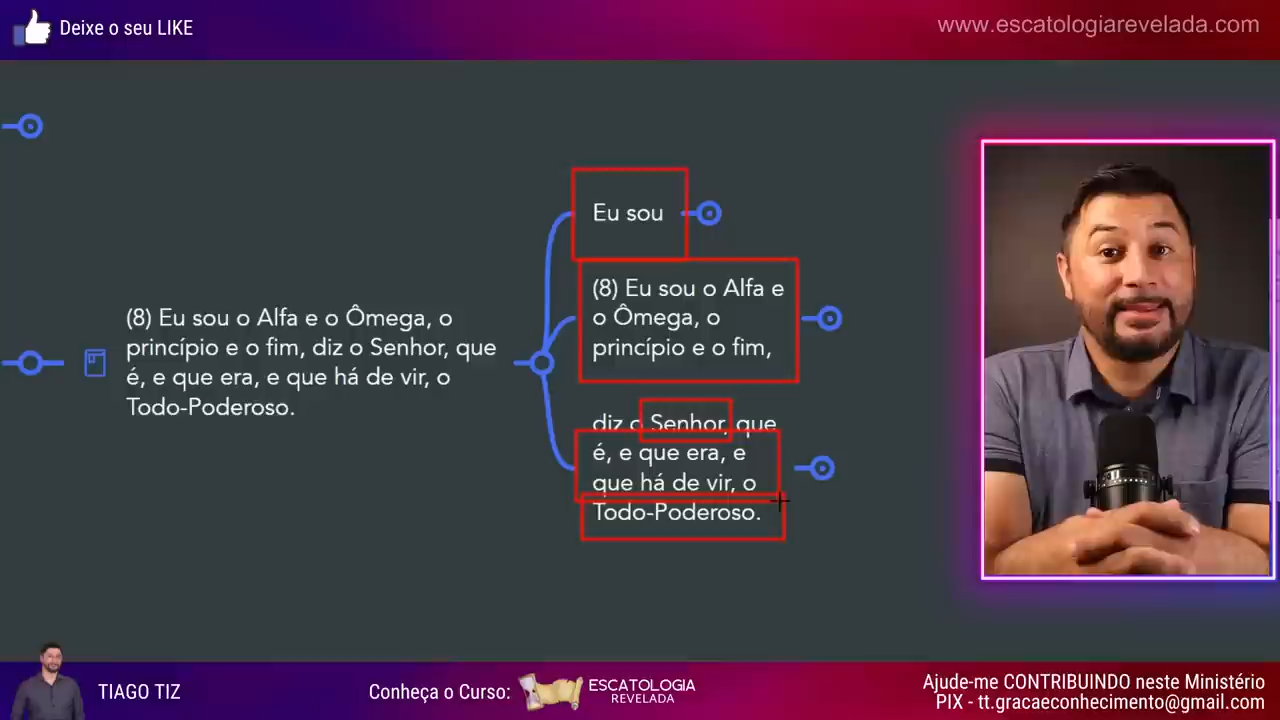 Deixe o seu LIKE
www.escatologiarevelada.com
(8) Eu sou o Alfa e o Ômega, o
princípio e o fim, diz o Senhor, que
é, e que era, e que há de vir, o
Todo-Poderoso.
Eu sou
(8) Eu sou o Alfa e
o Ômega, o
princípio e o fim,
diz o Senhor, que
é, e que era, e
que há de vir, o
Todo-Poderoso.
TIAGO TIZ
Conheça o Curso:
ESCATOLOGIA
REVELADA
Ajude-me CONTRIBUINDO neste Ministério
PIX - tt.gracaeconhecimento@gmail.com